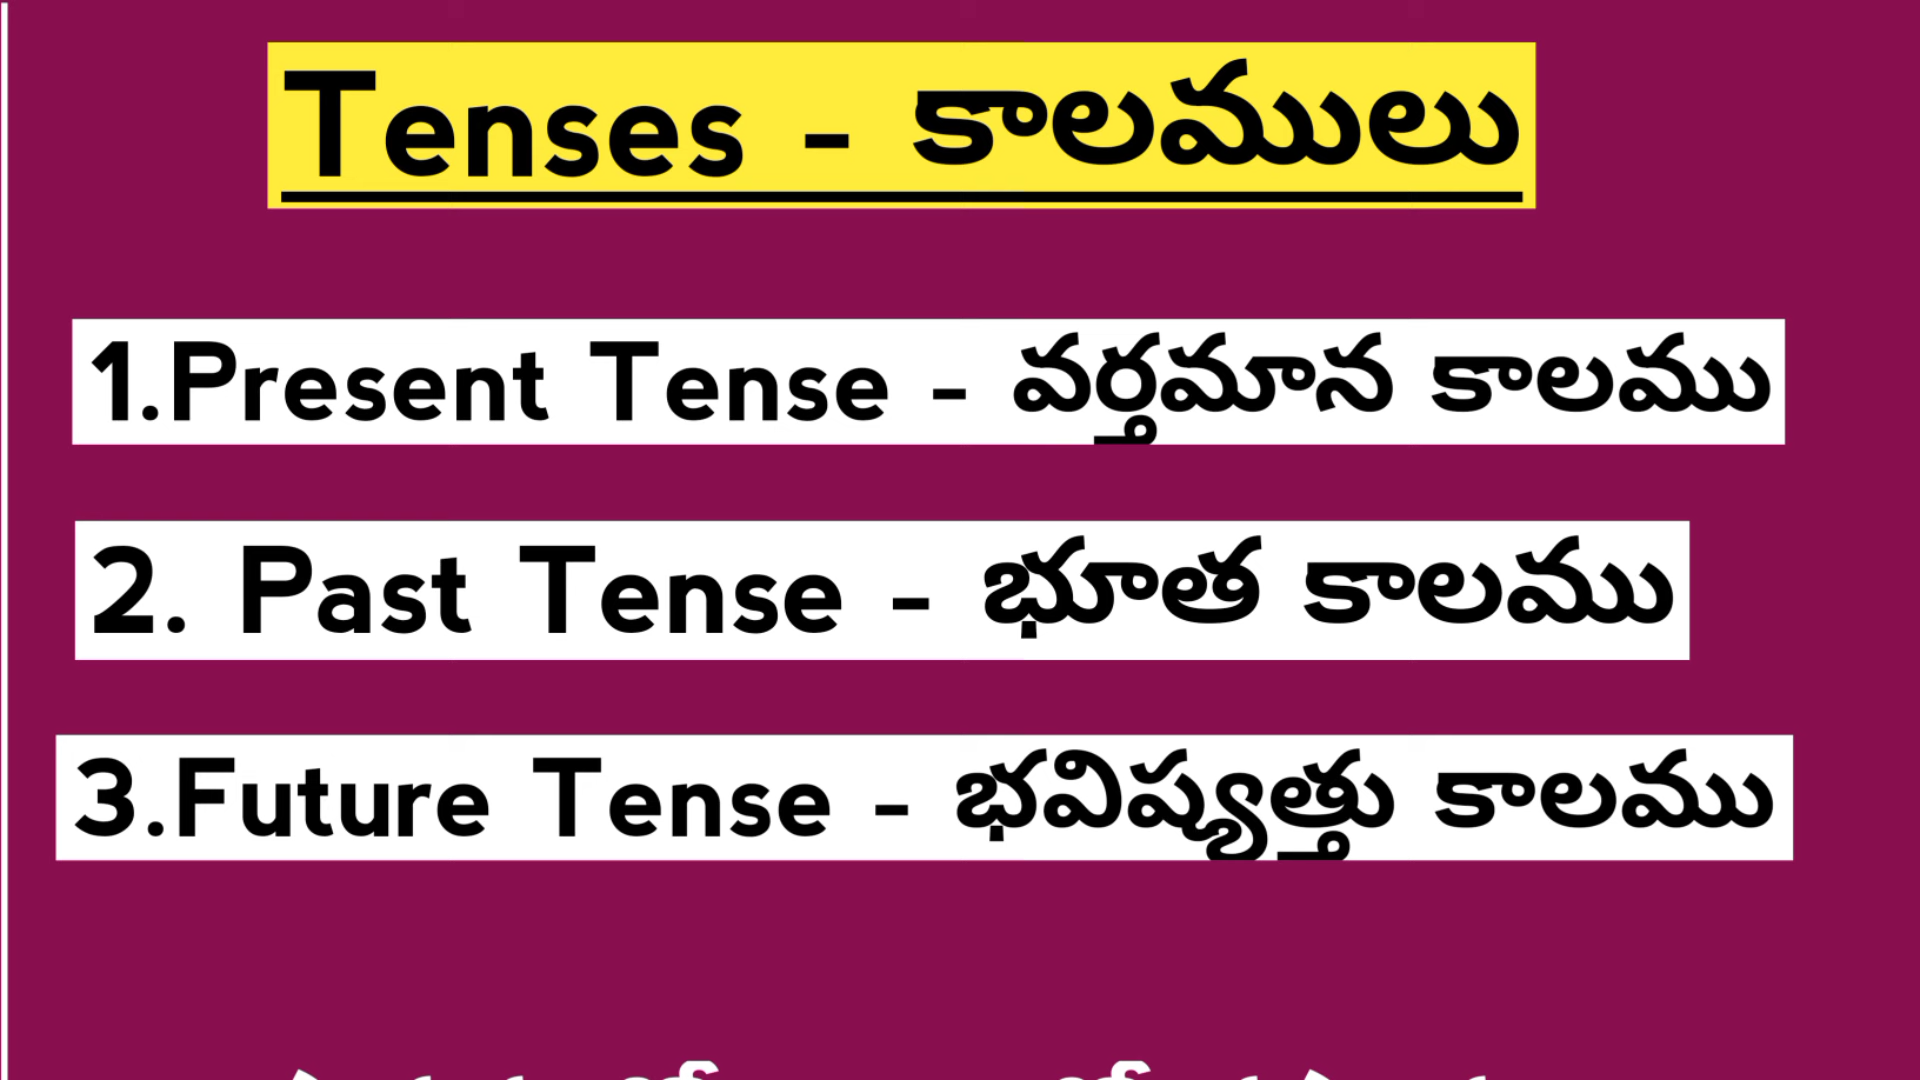 Tenses - కాలములు
1.Present Tense - వర్తమాన కాలము
2. Past Tense - భూత కాలము
3.Future Tense - భవిష్యత్తు కాలము